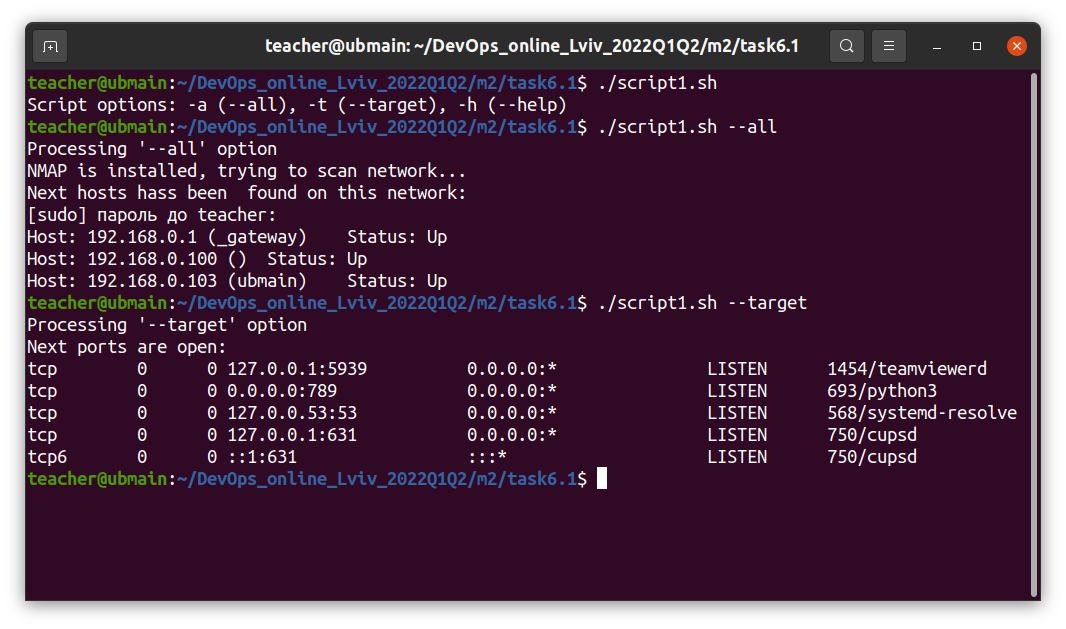 teacher@ubmain: ~/DevOps_online_Lviv_2022Q1Q2/m2/task6.1
teacher@ubmain:~/DevOps_online_Lviv_2022Q1Q2/m2/task6.1$ ./script1.sh
Script options: -a (--all), -t (--target), -h (--help)
teacher@ubmain:~/DevOps_online_Lviv_2022Q1Q2/m2/task6.1$ ./script1.sh --all
Processing '--all' option
NMAP is installed, trying to scan network...
Next hosts hass been  found on this network:
[sudo] пароль до teacher:
Host: 192.168.0.1 (_gateway)    Status: Up
Host: 192.168.0.100 ()  Status: Up
Host: 192.168.0.103 (ubmain)    Status: Up
teacher@ubmain:~/DevOps_online_Lviv_2022Q1Q2/m2/task6.1$ ./script1.sh --target
Processing '--target' option
Next ports are open:
tcp        0      0 127.0.0.1:5939          0.0.0.0:*               LISTEN      1454/teamviewerd
tcp        0      0 0.0.0.0:789             0.0.0.0:*               LISTEN      693/python3
tcp        0      0 127.0.0.53:53           0.0.0.0:*               LISTEN      568/systemd-resolve
tcp        0      0 127.0.0.1:631           0.0.0.0:*               LISTEN      750/cupsd
tcp6       0      0 ::1:631                 :::*                    LISTEN      750/cupsd
teacher@ubmain:~/DevOps_online_Lviv_2022Q1Q2/m2/task6.1$